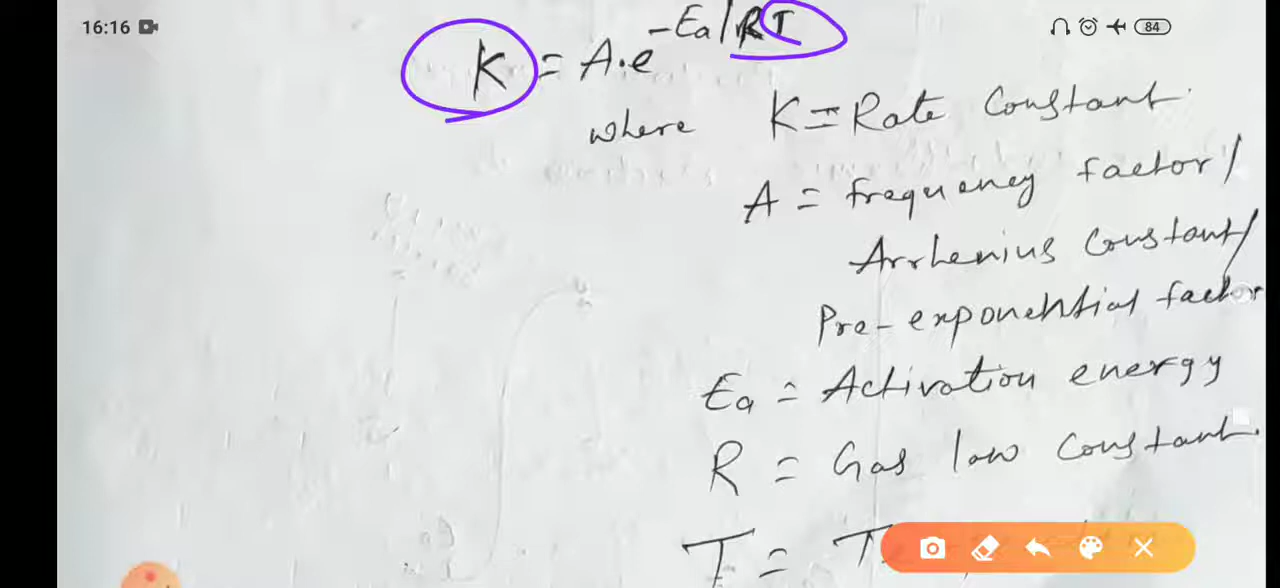 16:16
84
K = A.e^-Ea/RT
where K = Rate Constant
A = frequency factor/
Arrhenius Constant/
Pre-exponential factor
Ea = Activation energy
R = Gas law constant.
T =